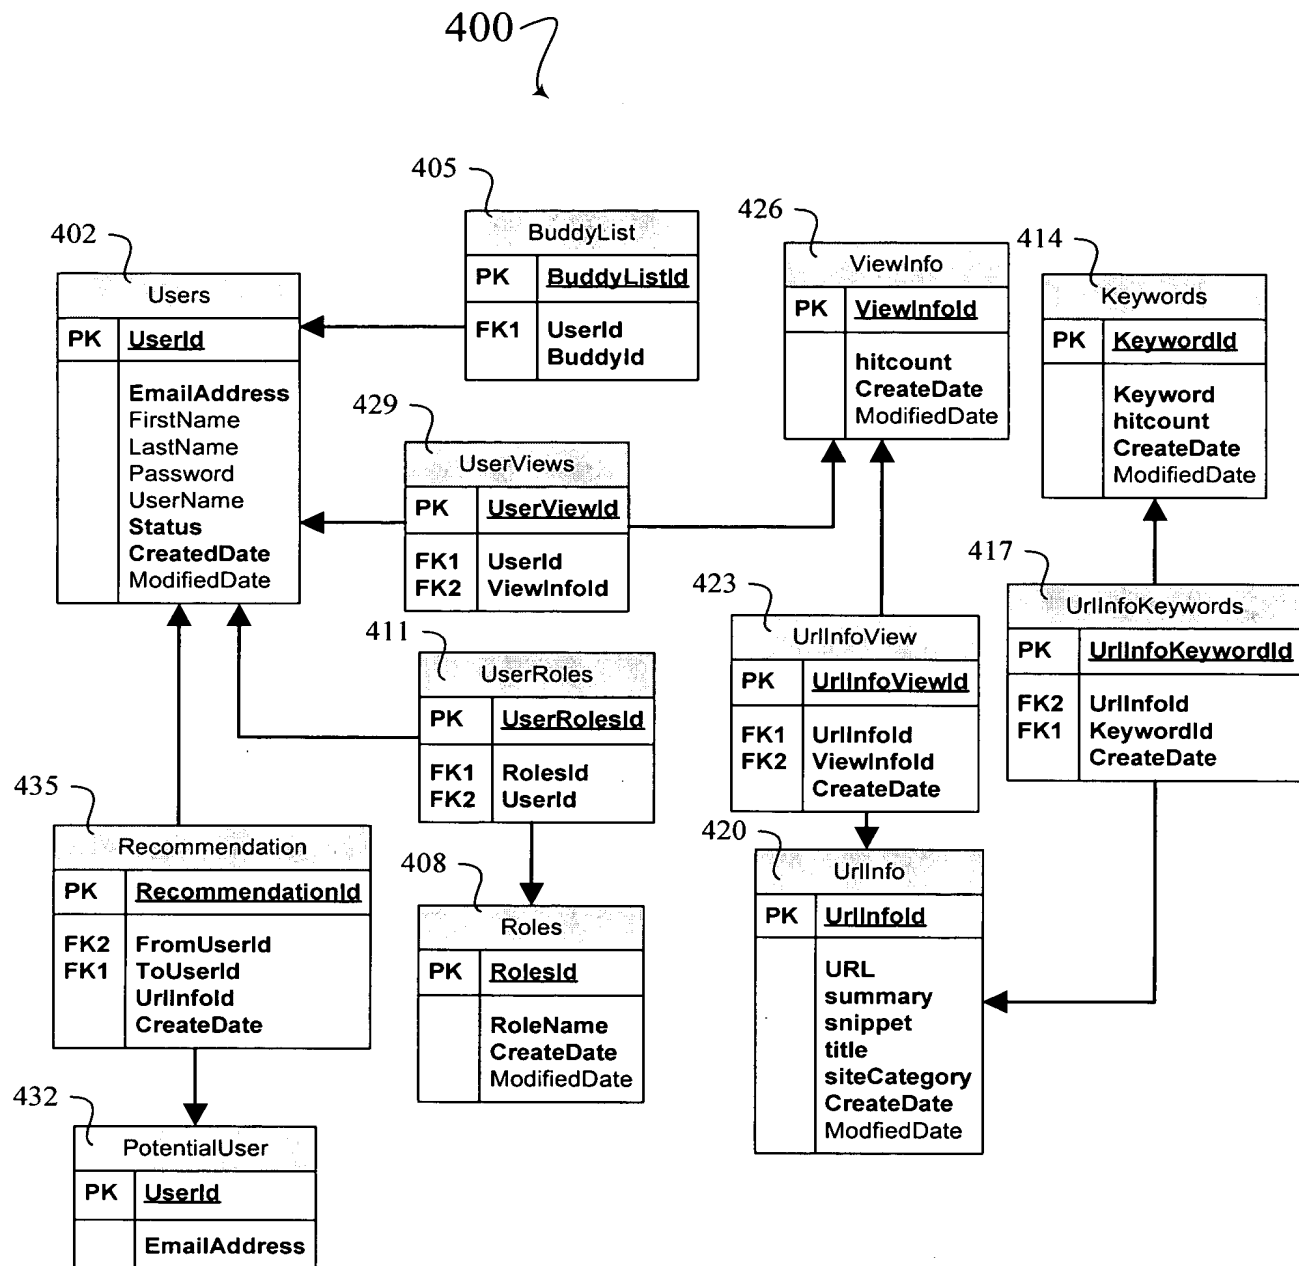 400
405
BuddyList
PK BuddyListId
FK1 UserId
BuddyId
402
Users
PK UserId
EmailAddress
FirstName
LastName
Password
UserName
Status
CreatedDate
ModifiedDate
429
UserViews
PK UserViewId
FK1 UserId
FK2 ViewInfoId
426
ViewInfo
PK ViewInfoId
hitcount
CreateDate
ModifiedDate
414
Keywords
PK KeywordId
Keyword
hitcount
CreateDate
ModifiedDate
417
UrlInfoKeywords
PK UrlInfoKeywordId
FK2 UrlInfoId
FK1 KeywordId
CreateDate
423
UrlInfoView
PK UrlInfoViewId
FK1 UrlInfoId
FK2 ViewInfoId
CreateDate
411
UserRoles
PK UserRolesId
FK1 RolesId
FK2 UserId
435
Recommendation
PK RecommendationId
FK2 FromUserId
FK1 ToUserId
UrlInfoId
CreateDate
408
Roles
PK RolesId
RoleName
CreateDate
ModifiedDate
420
UrlInfo
PK UrlInfoId
URL
summary
snippet
title
siteCategory
CreateDate
ModfiedDate
432
PotentialUser
PK UserId
EmailAddress